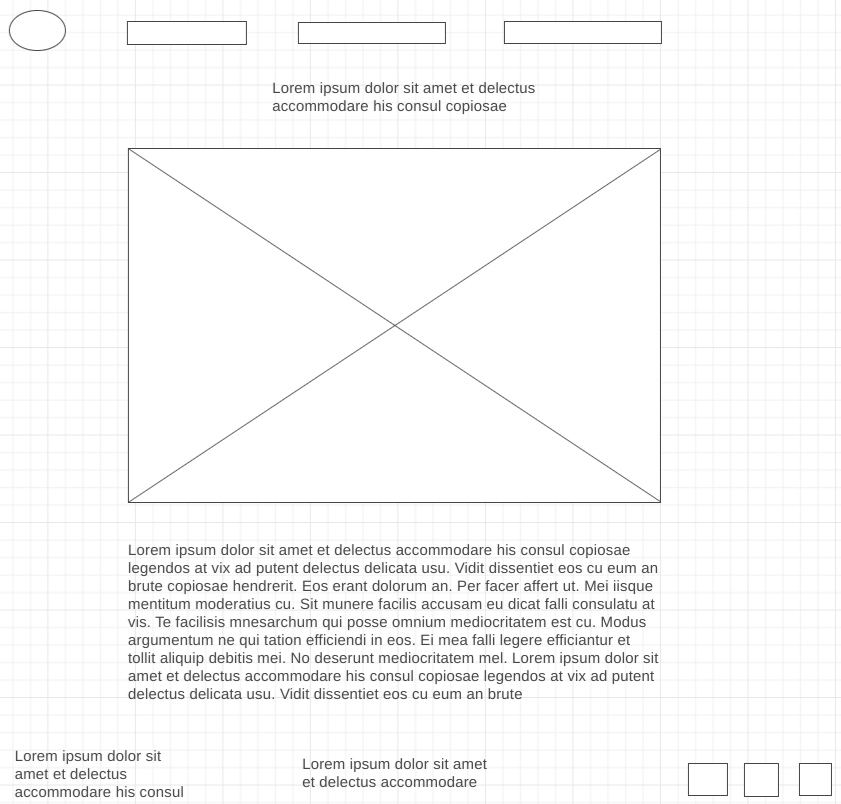 Lorem ipsum dolor sit amet et delectus
accommodare his consul copiosae
Lorem ipsum dolor sit amet et delectus accommodare his consul copiosae
legendos at vix ad putent delectus delicata usu. Vidit dissentiet eos cu eum an
brute copiosae hendrerit. Eos erant dolorum an. Per facer affert ut. Mei iisque
mentitum moderatius cu. Sit munere facilis accusam eu dicat falli consulatu at
vis. Te facilisis mnesarchum qui posse omnium mediocritatem est cu. Modus
argumentum ne qui tation efficiendi in eos. Ei mea falli legere efficiantur et
tollit aliquip debitis mei. No deserunt mediocritatem mel. Lorem ipsum dolor sit
amet et delectus accommodare his consul copiosae legendos at vix ad putent
delectus delicata usu. Vidit dissentiet eos cu eum an brute
Lorem ipsum dolor sit
amet et delectus
accommodare his consul
Lorem ipsum dolor sit amet
et delectus accommodare